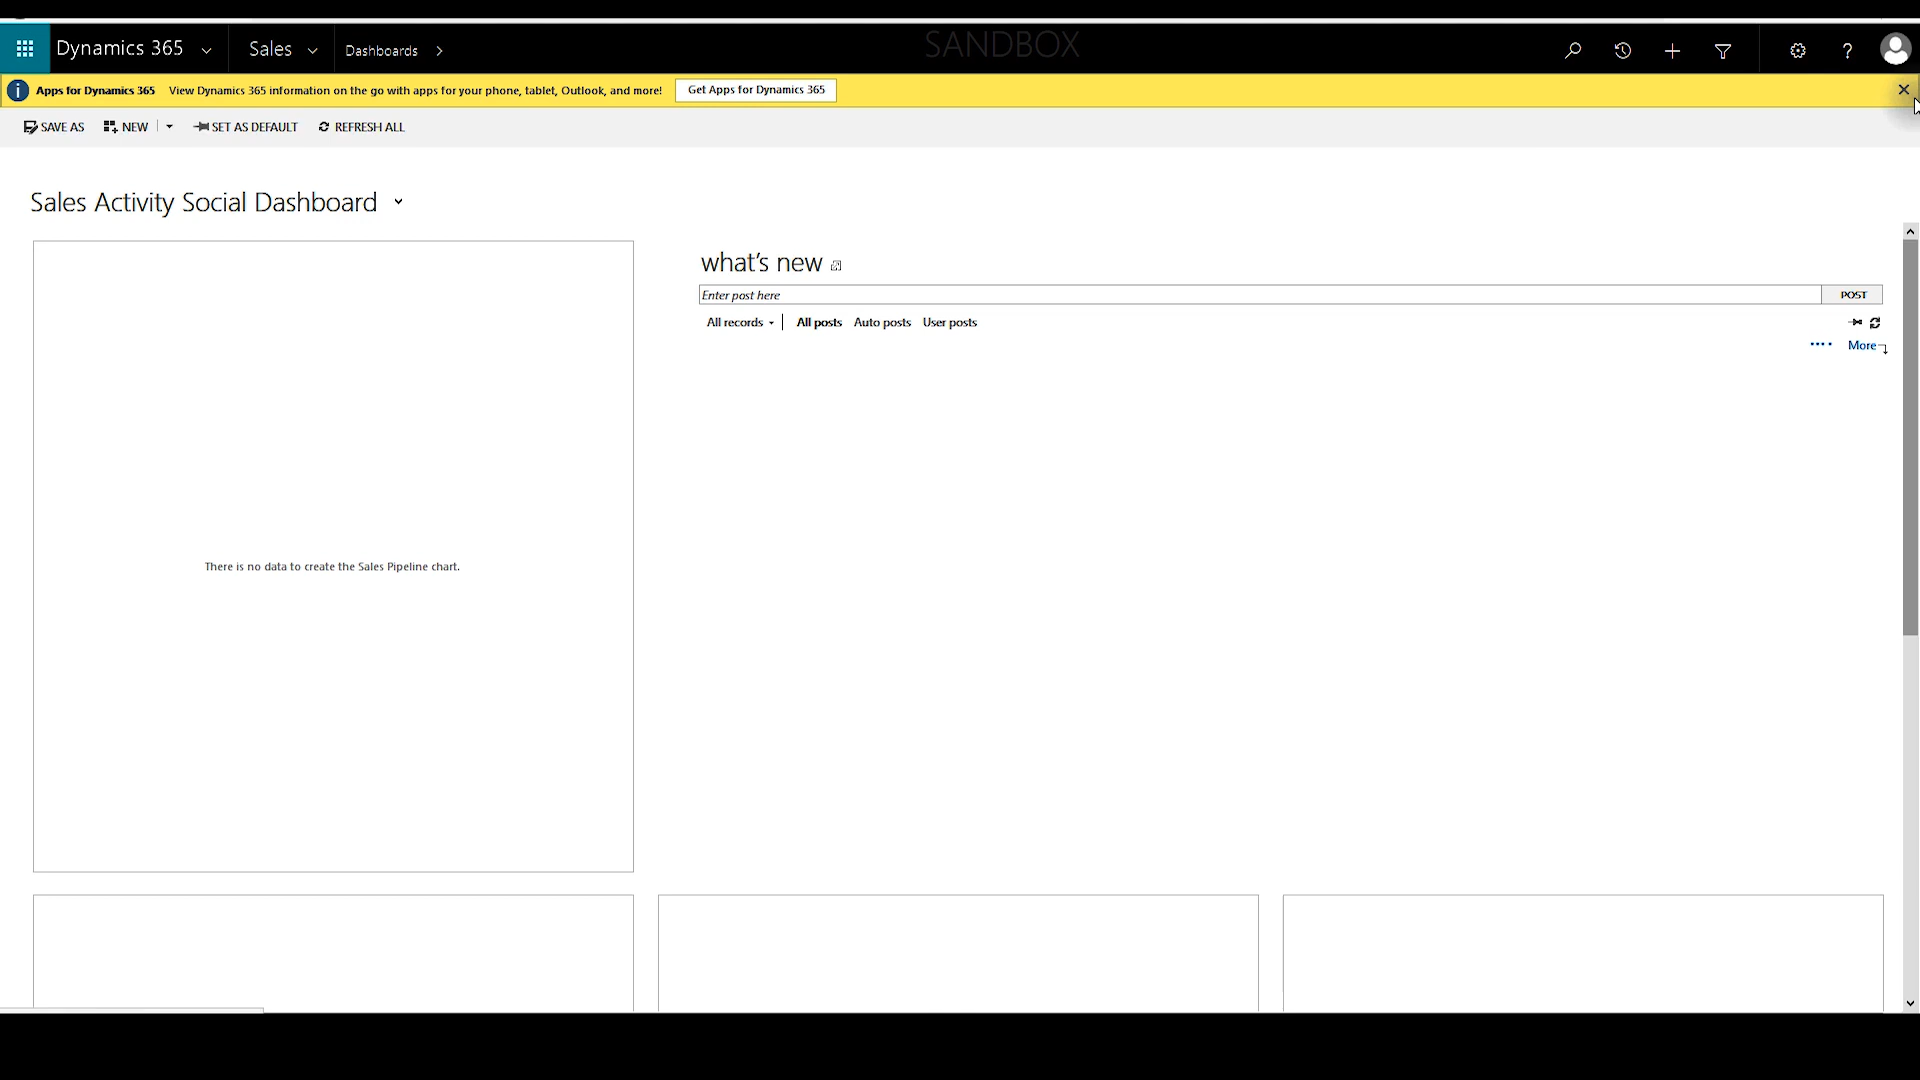 Dynamics 365 Sales Dashboards SANDBOX ?
Apps for Dynamics 365 View Dynamics 365 information on the go with apps for your phone, tablet, Outlook, and more! Get Apps for Dynamics 365
SAVE AS NEW SET AS DEFAULT REFRESH ALL
Sales Activity Social Dashboard
what's new
Enter post here POST
All records All posts Auto posts User posts
More
There is no data to create the Sales Pipeline chart.